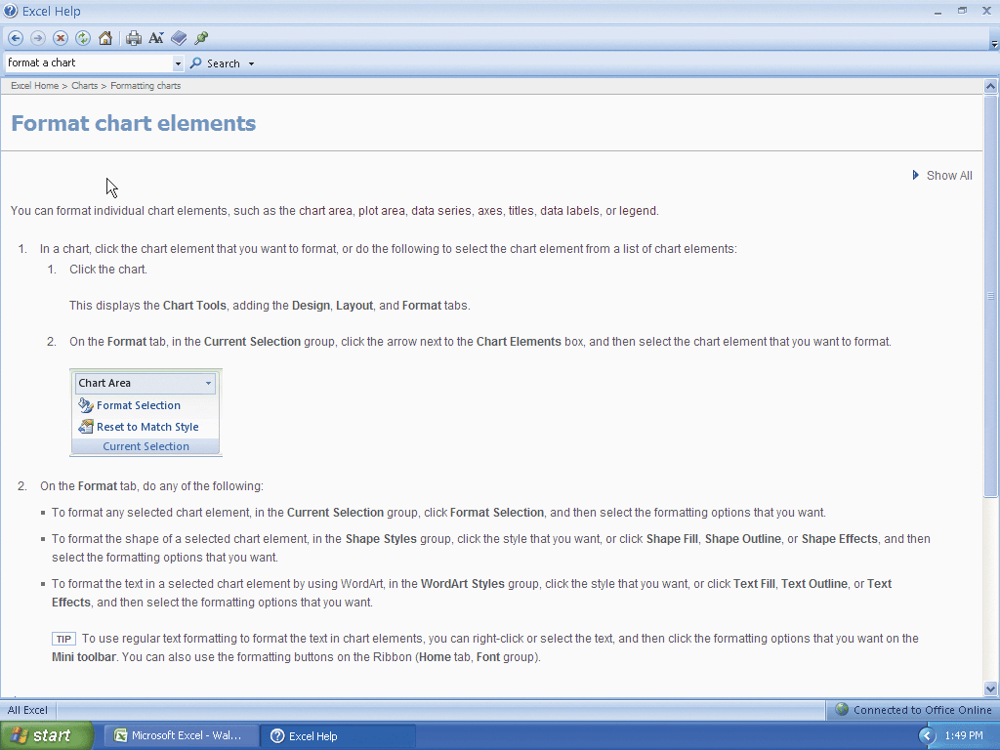 Excel Help
format a chart
Search
Excel Home > Charts > Formatting charts
Format chart elements
Show All
You can format individual chart elements, such as the chart area, plot area, data series, axes, titles, data labels, or legend.
1. In a chart, click the chart element that you want to format, or do the following to select the chart element from a list of chart elements:
1. Click the chart.
This displays the Chart Tools, adding the Design, Layout, and Format tabs.
2. On the Format tab, in the Current Selection group, click the arrow next to the Chart Elements box, and then select the chart element that you want to format.
Chart Area
Format Selection
Reset to Match Style
Current Selection
2. On the Format tab, do any of the following:
▪ To format any selected chart element, in the Current Selection group, click Format Selection, and then select the formatting options that you want.
▪ To format the shape of a selected chart element, in the Shape Styles group, click the style that you want, or click Shape Fill, Shape Outline, or Shape Effects, and then
select the formatting options that you want.
▪ To format the text in a selected chart element by using WordArt, in the WordArt Styles group, click the style that you want, or click Text Fill, Text Outline, or Text
Effects, and then select the formatting options that you want.
TIP To use regular text formatting to format the text in chart elements, you can right-click or select the text, and then click the formatting options that you want on the
Mini toolbar. You can also use the formatting buttons on the Ribbon (Home tab, Font group).
All Excel
Connected to Office Online
start
Microsoft Excel - Wal...
Excel Help
1:49 PM